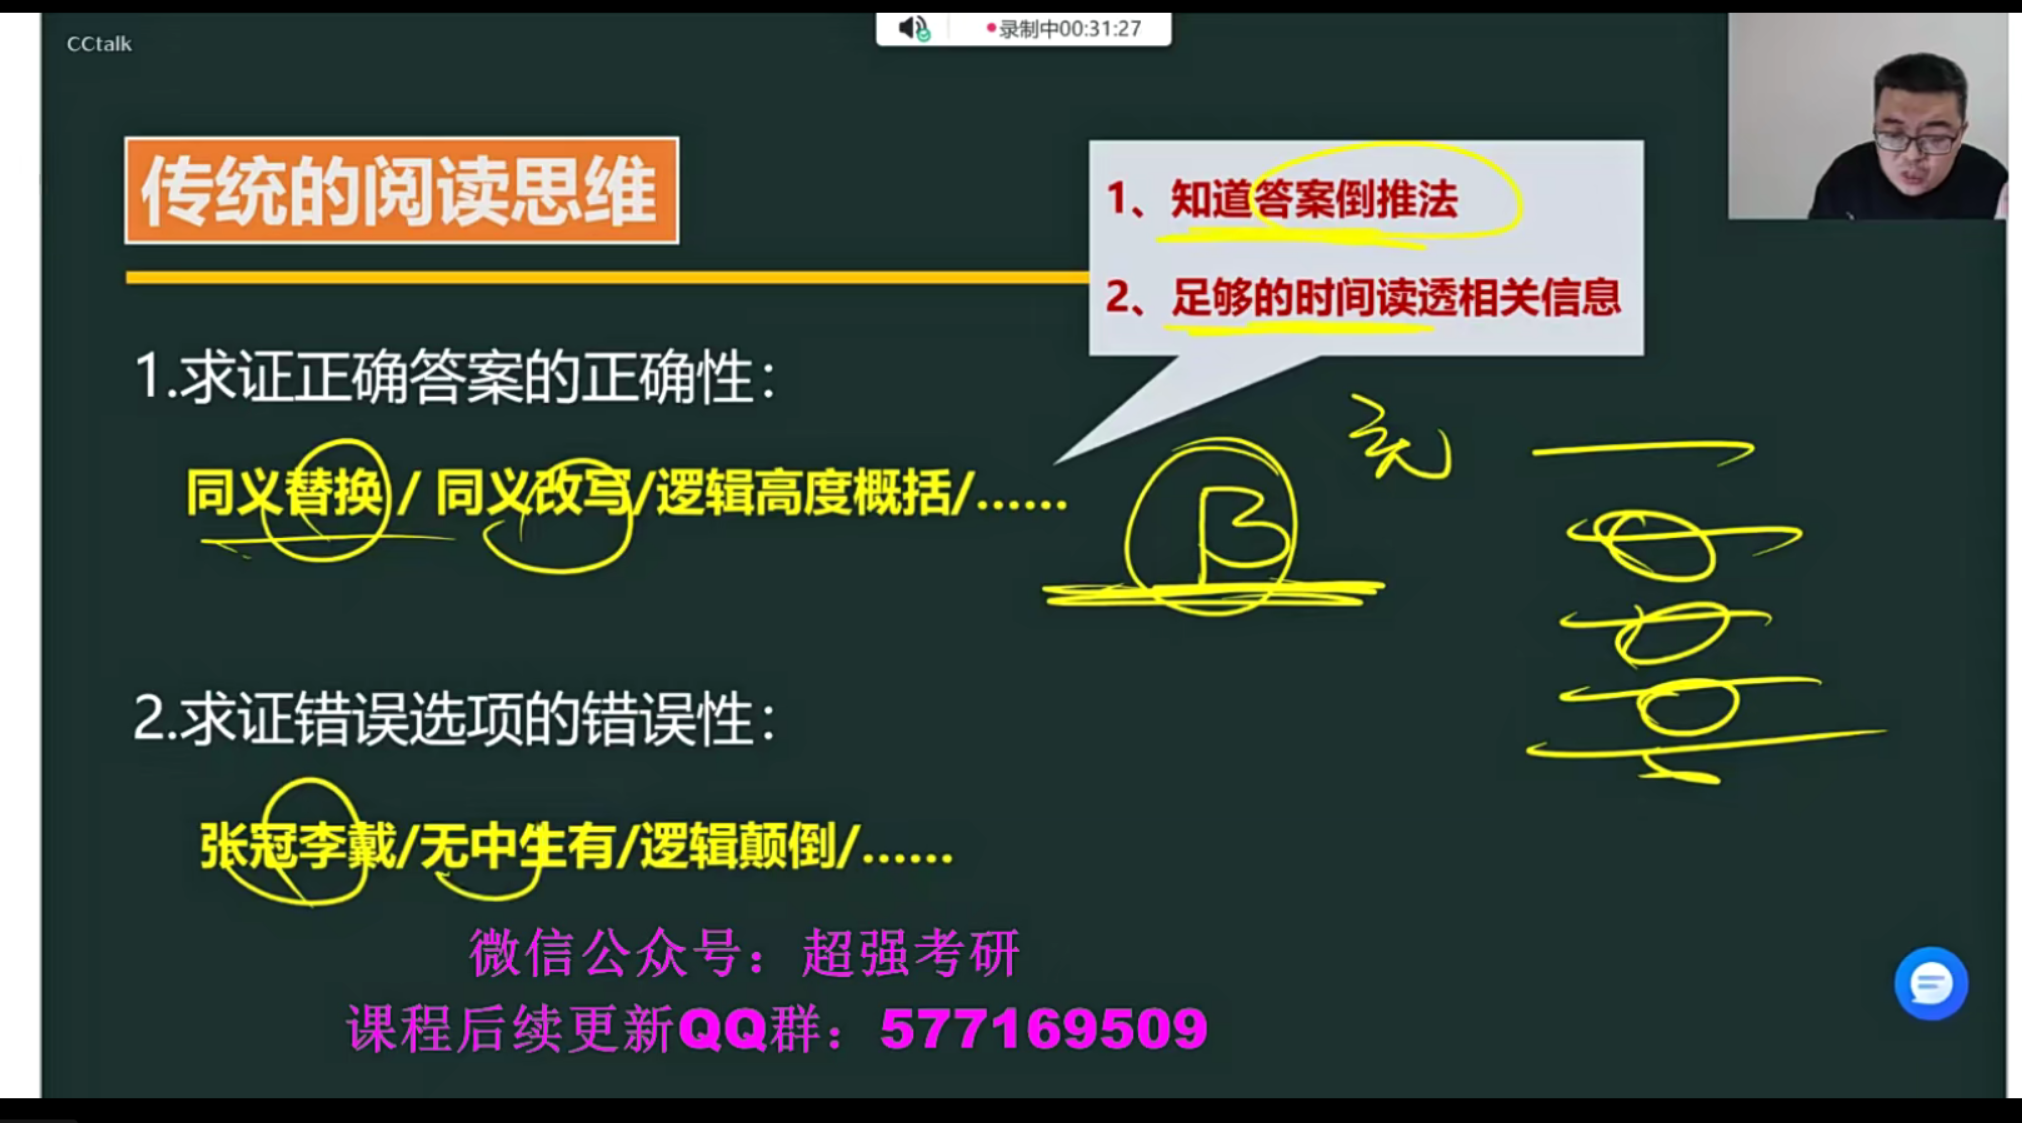 CCtalk
录制中00:31:27
传统的阅读思维
1、知道答案倒推法
2、足够的时间读透相关信息
1.求证正确答案的正确性：
同义替换 / 同义改写/逻辑高度概括/......
B
2.求证错误选项的错误性：
张冠李戴/无中生有/逻辑颠倒/......
微信公众号：超强考研
课程后续更新QQ群：577169509